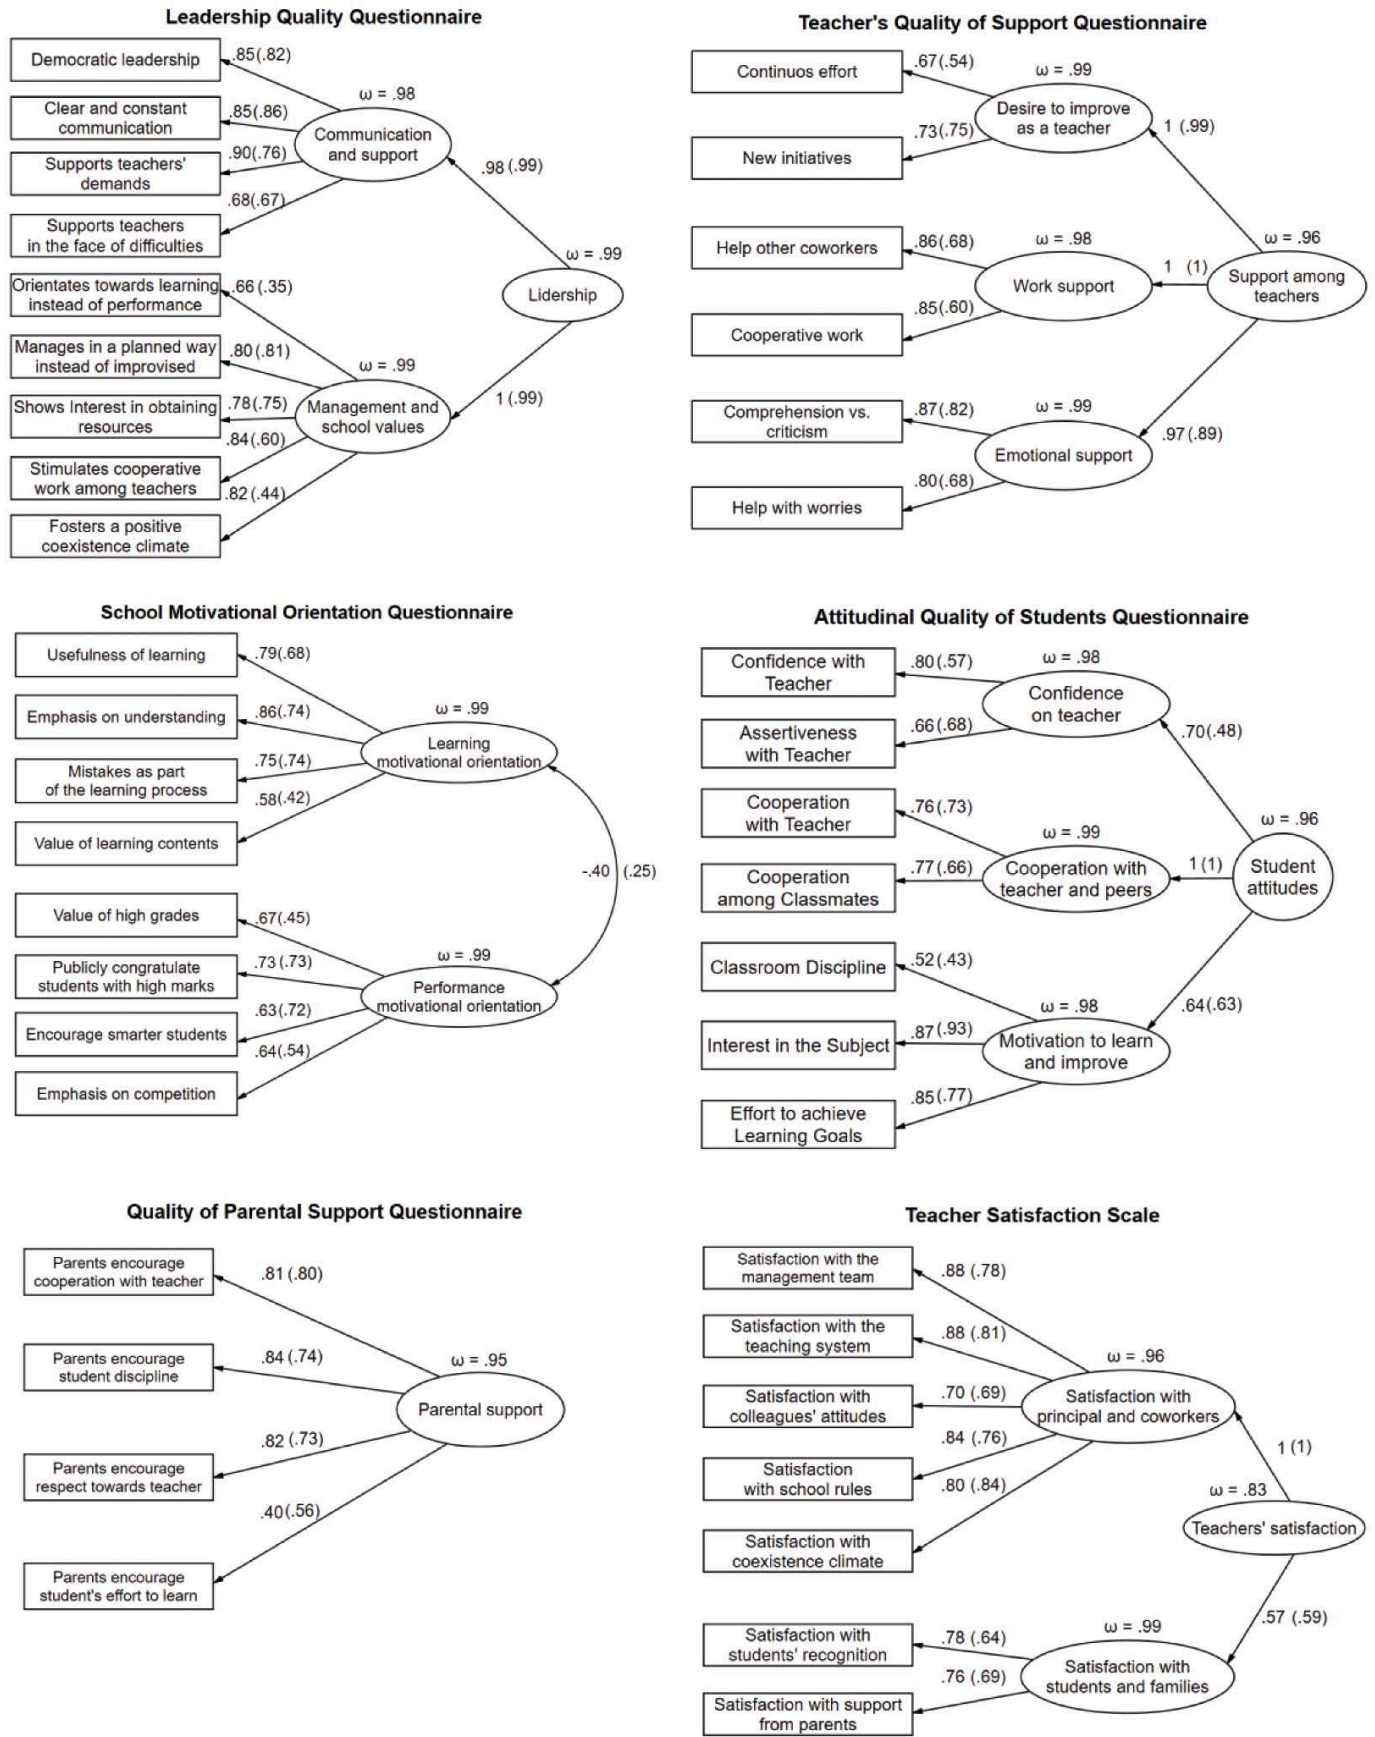 Leadership Quality Questionnaire
Democratic leadership
.85(.82)
Clear and constant
communication
.85(.86)
Supports teachers'
demands
.90(.76)
Supports teachers
in the face of difficulties
.68(.67)
ω = .98
Communication
and support
.98 (.99)
ω = .99
Lidership
Orientates towards learning
instead of performance
.66 (.35)
Manages in a planned way
instead of improvised
.80(.81)
Shows Interest in obtaining
resources
.78(.75)
Stimulates cooperative
work among teachers
.84(.60)
Fosters a positive
coexistence climate
.82 (.44)
ω = .99
Management and
school values
1 (.99)
Teacher's Quality of Support Questionnaire
Continuos effort
.67(.54)
New initiatives
.73(.75)
ω = .99
Desire to improve
as a teacher
1 (.99)
Help other coworkers
.86(.68)
Cooperative work
.85(.60)
ω = .98
Work support
1 (1)
ω = .96
Support among
teachers
Comprehension vs.
criticism
.87(.82)
Help with worries
.80(.68)
ω = .99
Emotional support
.97(.89)
School Motivational Orientation Questionnaire
Usefulness of learning
.79(.68)
Emphasis on understanding
.86(.74)
Mistakes as part
of the learning process
.75(.74)
Value of learning contents
.58(.42)
ω = .99
Learning
motivational orientation
-.40 (.25)
Value of high grades
.67(.45)
Publicly congratulate
students with high marks
.73 (.73)
Encourage smarter students
.63(.72)
Emphasis on competition
.64(.54)
ω = .99
Performance
motivational orientation
Attitudinal Quality of Students Questionnaire
Confidence with
Teacher
.80(.57)
Assertiveness
with Teacher
.66(.68)
ω = .98
Confidence
on teacher
.70(.48)
Cooperation
with Teacher
.76(.73)
Cooperation
among Classmates
.77(.66)
ω = .99
Cooperation with
teacher and peers
1(1)
ω = .96
Student
attitudes
Classroom Discipline
.52(.43)
Interest in the Subject
.87(.93)
Effort to achieve
Learning Goals
.85(.77)
ω = .98
Motivation to learn
and improve
.64(.63)
Quality of Parental Support Questionnaire
Parents encourage
cooperation with teacher
.81 (.80)
Parents encourage
student discipline
.84 (.74)
Parents encourage
respect towards teacher
.82 (.73)
Parents encourage
student's effort to learn
.40(.56)
ω = .95
Parental support
Teacher Satisfaction Scale
Satisfaction with the
management team
.88 (.78)
Satisfaction with the
teaching system
.88 (.81)
Satisfaction with
colleagues' attitudes
.70 (.69)
Satisfaction
with school rules
.84 (.76)
Satisfaction with
coexistence climate
.80 (.84)
ω = .96
Satisfaction with
principal and coworkers
1 (1)
ω = .83
Teachers' satisfaction
Satisfaction with
students' recognition
.78 (.64)
Satisfaction with support
from parents
.76 (.69)
ω = .99
Satisfaction with
students and families
.57 (.59)